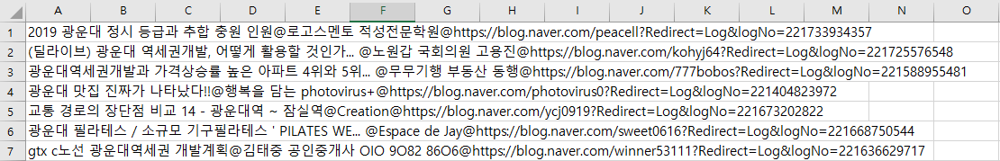 A B C D E F G H I J K L M N O
1 2019 광운대 정시 등급과 추합 충원 인원@로고스멘토 적성전문학원@https://blog.naver.com/peacell?Redirect=Log&logNo=221733934357
2 (딜라이브) 광운대 역세권개발, 어떻게 활용할 것인가... @노원갑 국회의원 고용진@https://blog.naver.com/kohyj64?Redirect=Log&logNo=221725576548
3 광운대역세권개발과 가격상승률 높은 아파트 4위와 5위... @무무기행 부동산 동행@https://blog.naver.com/777bobos?Redirect=Log&logNo=221588955481
4 광운대 맛집 진짜가 나타났다!!@행복을 담는 photovirus+@https://blog.naver.com/photovirus0?Redirect=Log&logNo=221404823972
5 교통 경로의 장단점 비교 14 - 광운대역 ~ 잠실역@Creation@https://blog.naver.com/ycj0919?Redirect=Log&logNo=221673202822
6 광운대 필라테스 / 소규모 기구필라테스 ' PILATES WE... @Espace de Jay@https://blog.naver.com/sweet0616?Redirect=Log&logNo=221668750544
7 gtx c노선 광운대역세권 개발계획@김태중 공인중개사 OIO 9O82 86O6@https://blog.naver.com/winner53111?Redirect=Log&logNo=221636629717